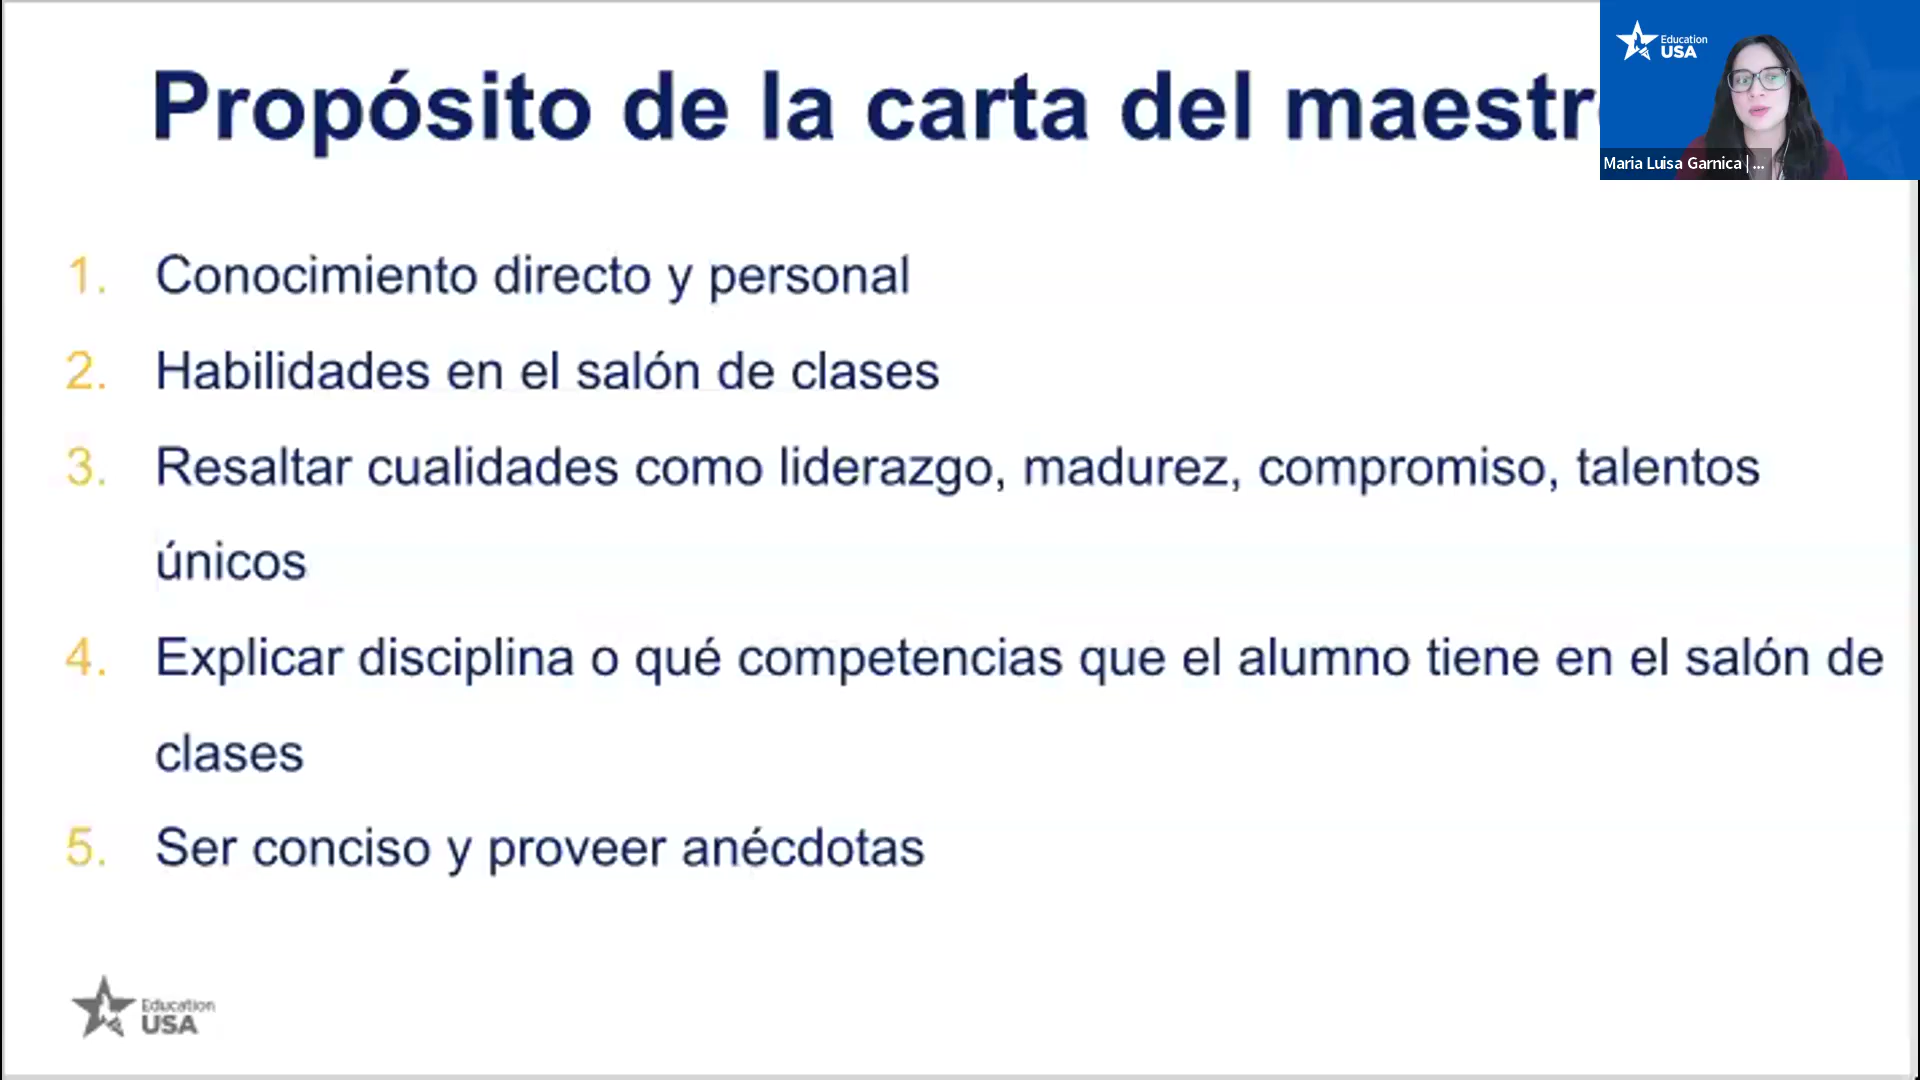 Propósito de la carta del maestr
Education
USA
Maria Luisa Garnica | ...
1. Conocimiento directo y personal
2. Habilidades en el salón de clases
3. Resaltar cualidades como liderazgo, madurez, compromiso, talentos
únicos
4. Explicar disciplina o qué competencias que el alumno tiene en el salón de
clases
5. Ser conciso y proveer anécdotas
Education
USA